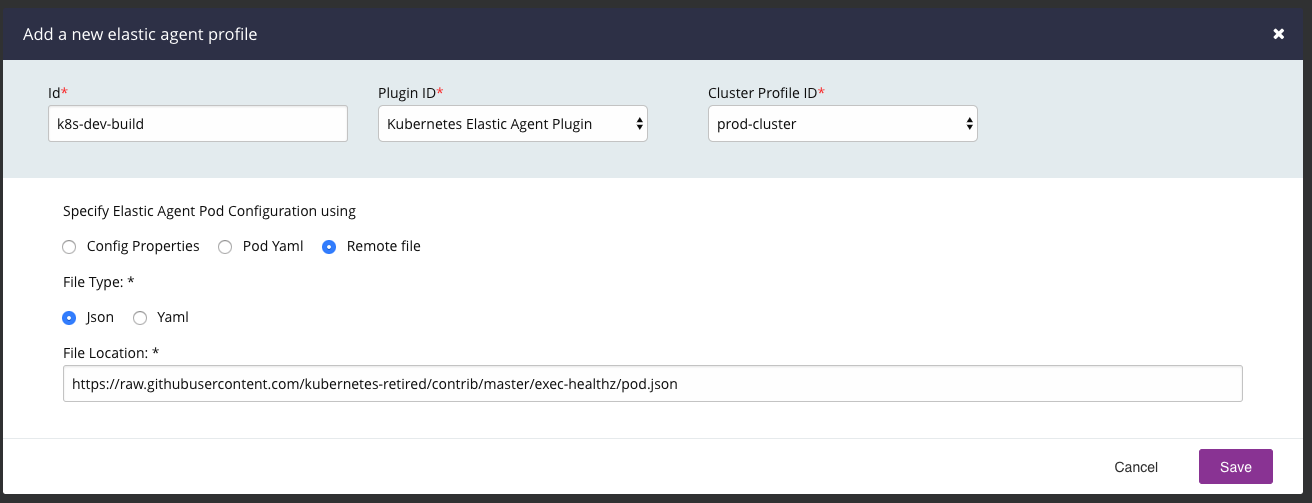 Add a new elastic agent profile
Id* Plugin ID* Cluster Profile ID*
k8s-dev-build Kubernetes Elastic Agent Plugin prod-cluster
Specify Elastic Agent Pod Configuration using
Config Properties Pod Yaml Remote file
File Type: *
Json Yaml
File Location: *
https://raw.githubusercontent.com/kubernetes-retired/contrib/master/exec-healthz/pod.json
Cancel Save